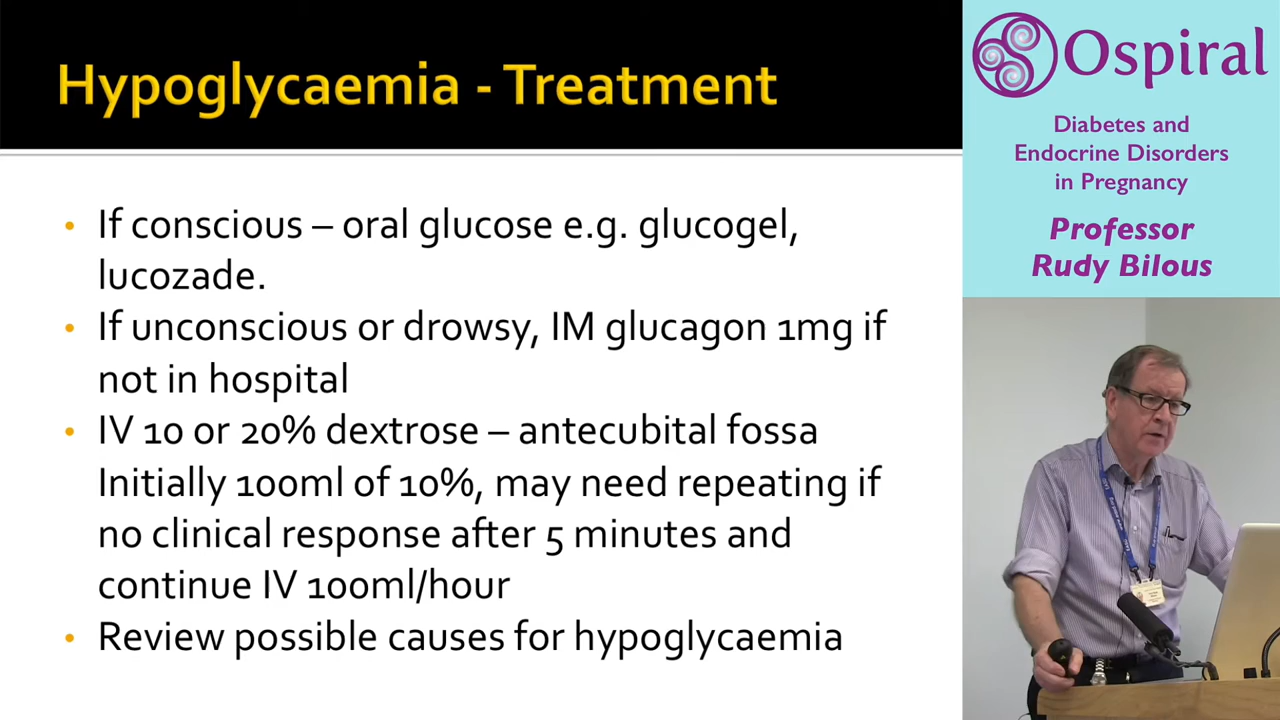 Hypoglycaemia - Treatment
• If conscious – oral glucose e.g. glucogel,
lucozade.
• If unconscious or drowsy, IM glucagon 1mg if
not in hospital
• IV 10 or 20% dextrose – antecubital fossa
Initially 100ml of 10%, may need repeating if
no clinical response after 5 minutes and
continue IV 100ml/hour
• Review possible causes for hypoglycaemia
Ospiral
Diabetes and
Endocrine Disorders
in Pregnancy
Professor
Rudy Bilous